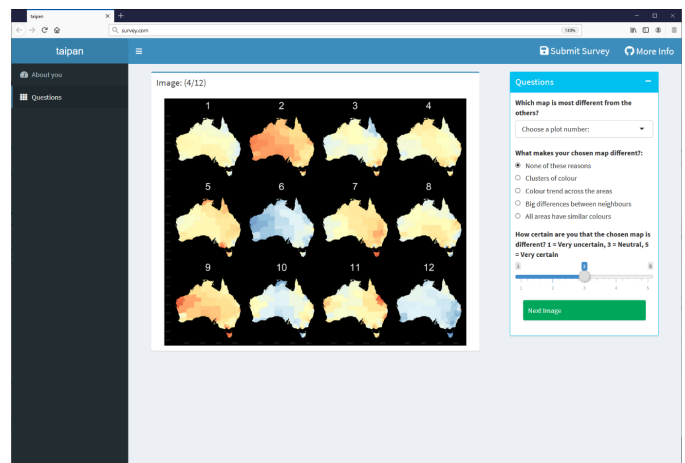 taipan
survey.com
120%
taipan
Submit Survey
More Info
About you
Questions
Image: (4/12)
1 2 3 4
5 6 7 8
9 10 11 12
Questions
Which map is most different from the
others?
Choose a plot number:
What makes your chosen map different?:
None of these reasons
Clusters of colour
Colour trend across the areas
Big differences between neighbours
All areas have similar colours
How certain are you that the chosen map is
different? 1 = Very uncertain, 3 = Neutral, 5
= Very certain
1 3 5
1 2 3 4 5
Next Image